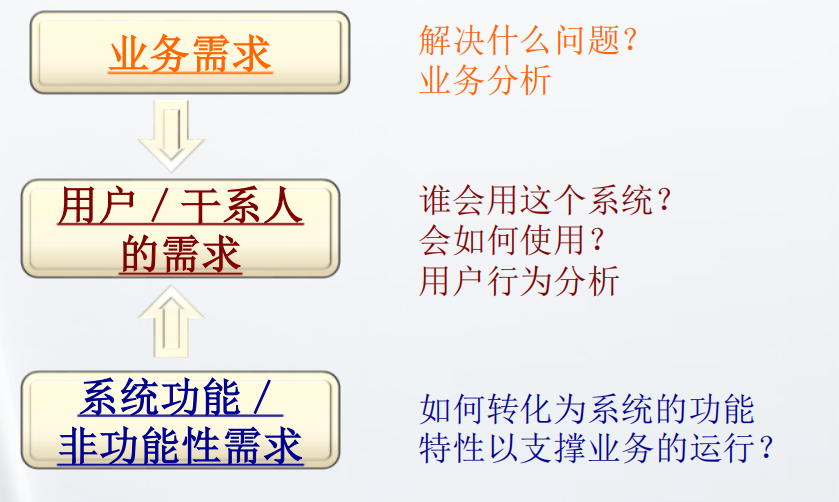 业务需求
解决什么问题？
业务分析
用户／干系人
的需求
谁会用这个系统？
会如何使用？
用户行为分析
系统功能／
非功能性需求
如何转化为系统的功能
特性以支撑业务的运行？